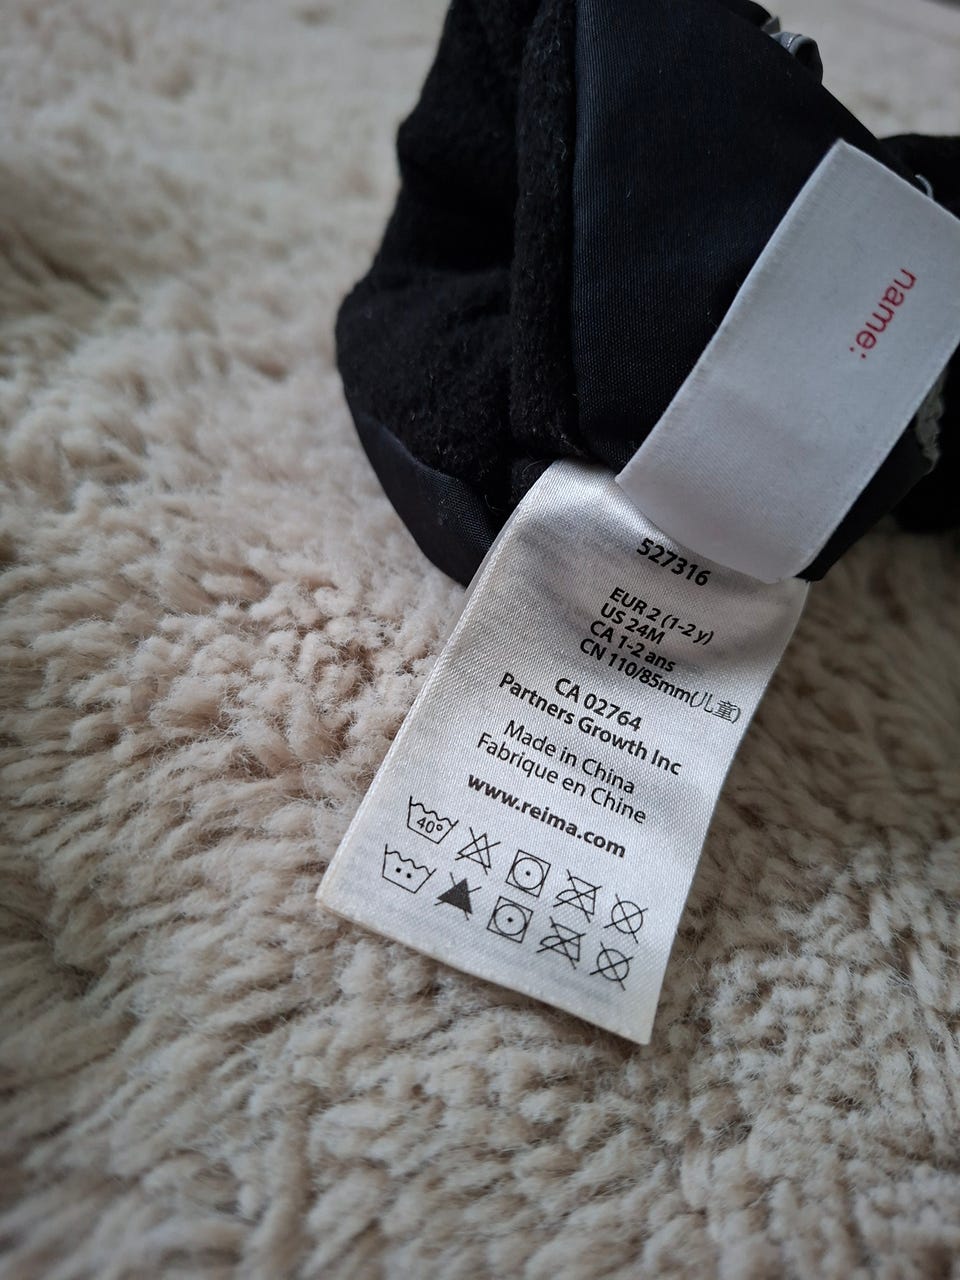 name:
527316
EUR 2 (1-2 y)
US 24M
CA 1-2 ans
CN 110/85mm(儿童)
CA 02764
Partners Growth Inc
Made in China
Fabrique en Chine
www.reima.com
40°